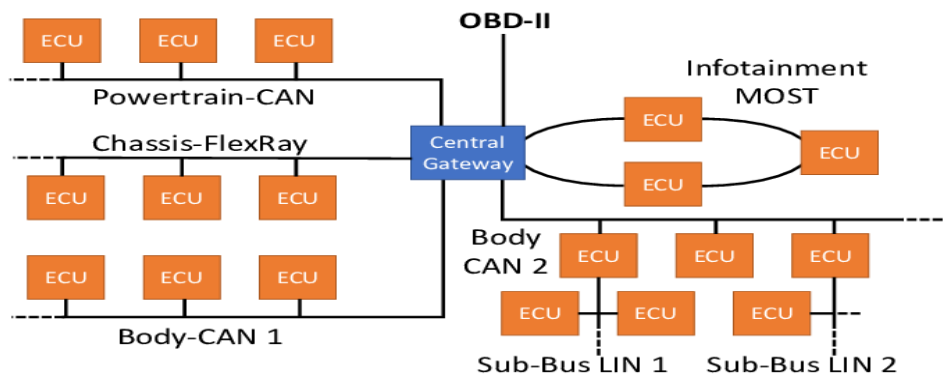 OBD-II
ECU ECU ECU
Powertrain-CAN
Infotainment
MOST
ECU
ECU
ECU
Central
Gateway
Chassis-FlexRay
ECU ECU ECU
ECU ECU ECU
Body-CAN 1
Body
CAN 2
ECU ECU ECU
ECU ECU ECU
Sub-Bus LIN 1
Sub-Bus LIN 2